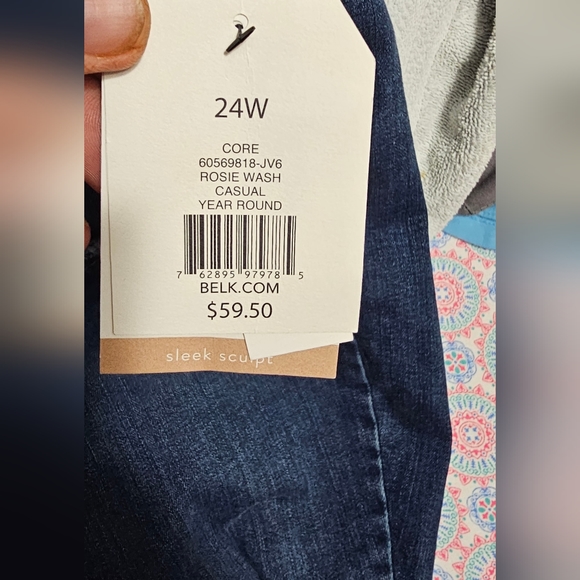 24W
CORE
60569818-JV6
ROSIE WASH
CASUAL
YEAR ROUND
7 62895 97978 5
BELK.COM
$59.50
sleek sculpt